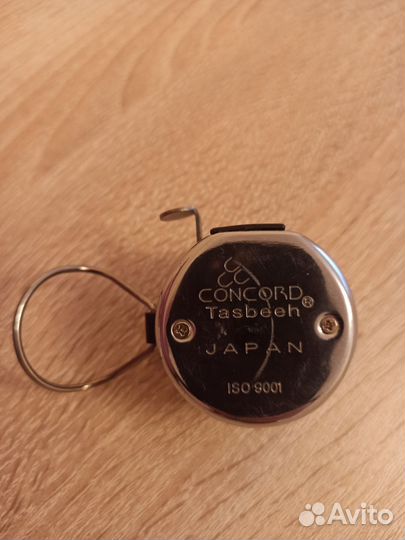 CONCORD®
Tasbeeh
JAPAN
ISO 9001
Avito